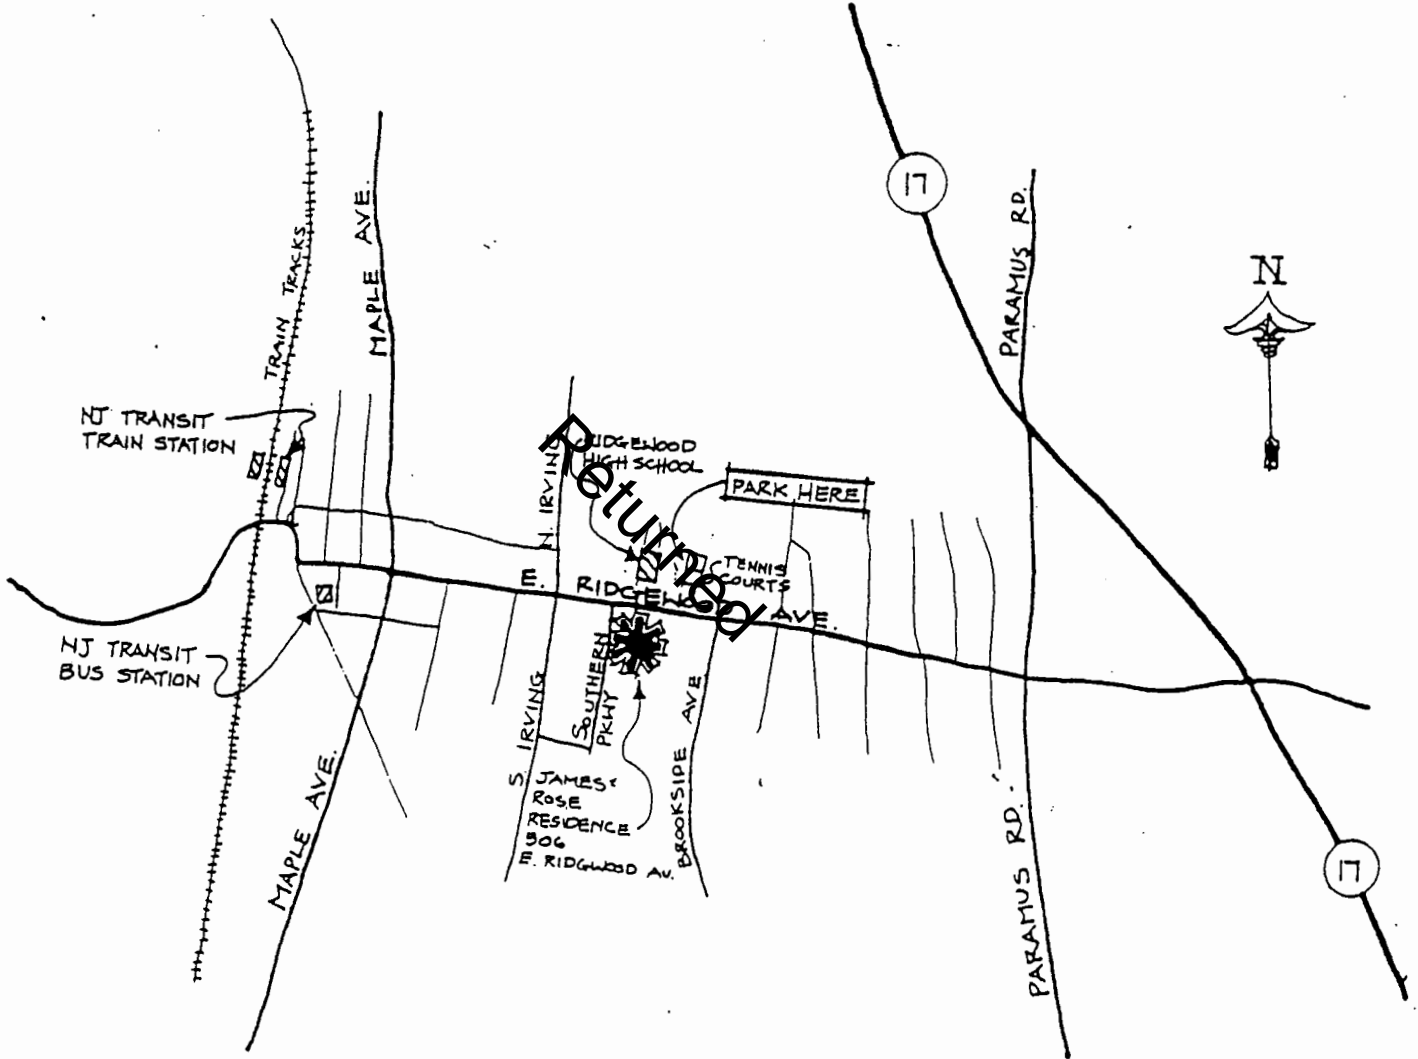 17
PARAMUS RD.
N
MAPLE AVE.
TRAIN TRACKS
NJ TRANSIT
TRAIN STATION
N. IRVING
RIDGEWOOD
HIGH SCHOOL
PARK HERE
Returned
TENNIS
COURTS
E. RIDGEWOOD AVE.
NJ TRANSIT
BUS STATION
S. IRVING
SOUTHERN
PKWY
BROOKSIPE AVE
JAMES
ROSE
RESIDENCE
506
E. RIDGWOOD AV.
MAPLE AVE.
PARAMUS RD.
17